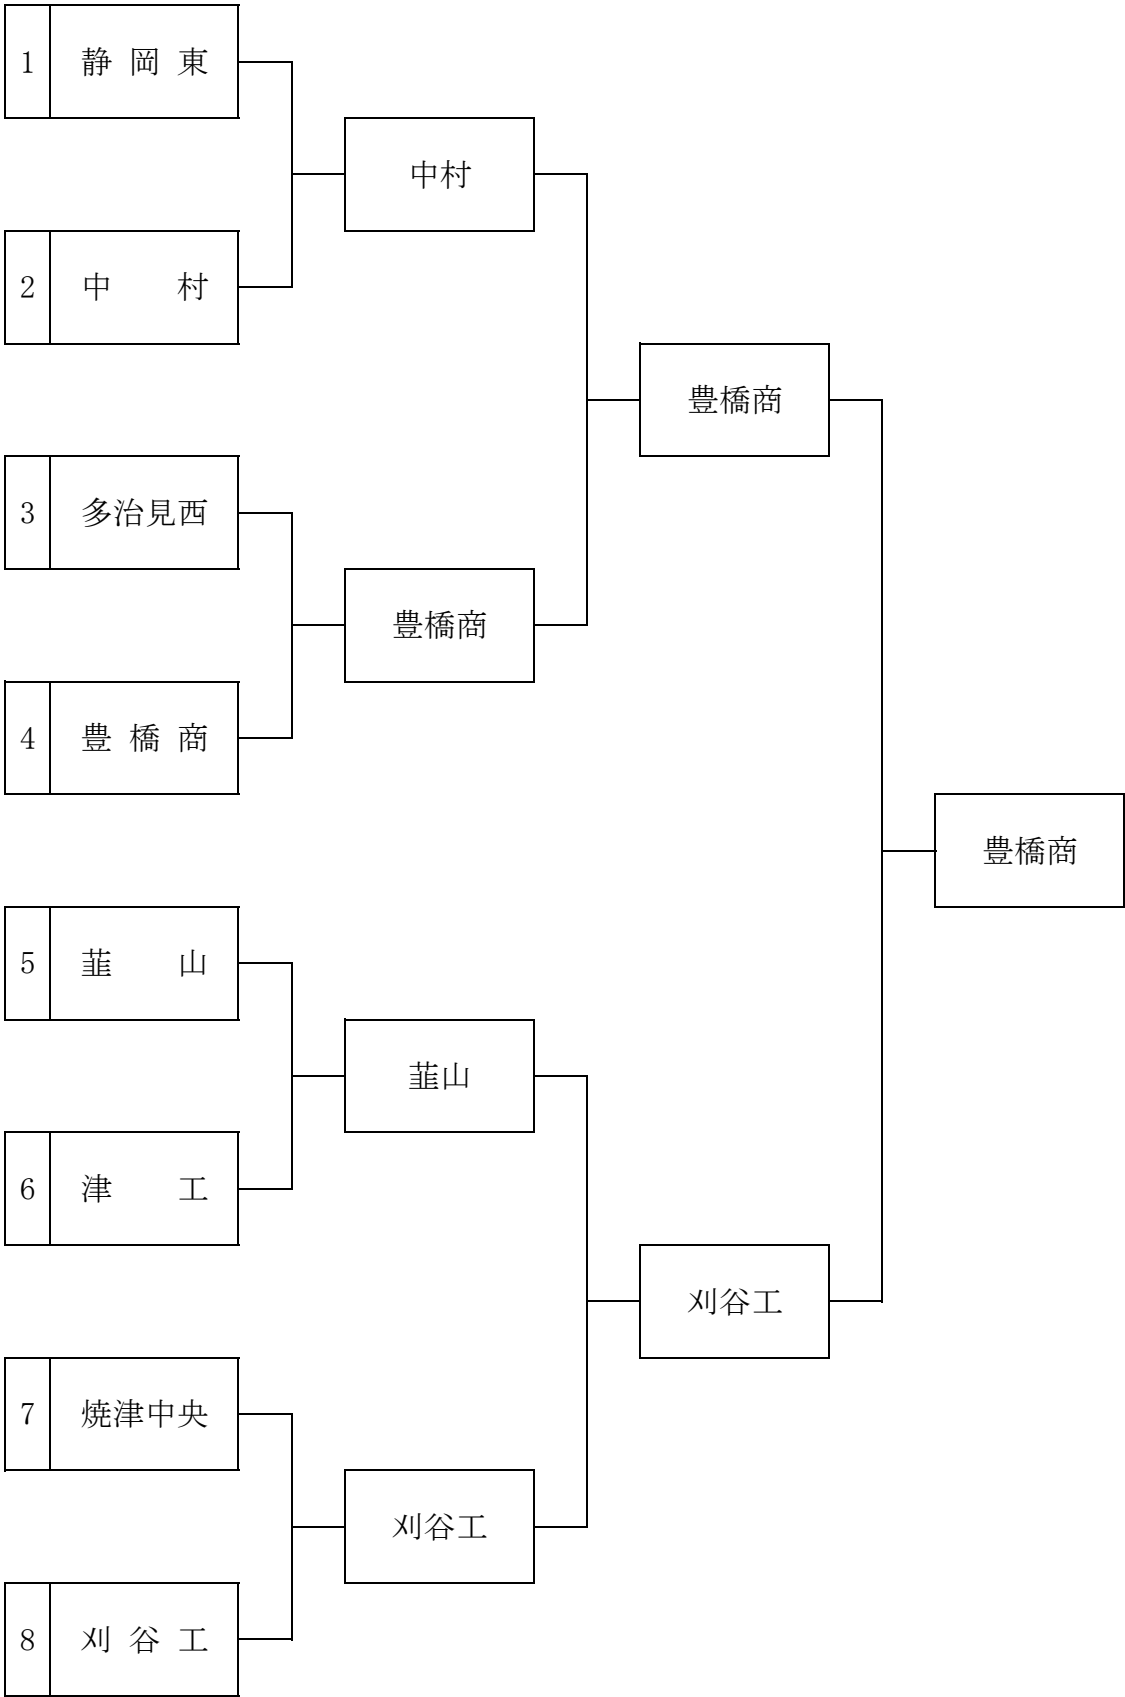 1 静岡東
中村
2 中村
豊橋商
3 多治見西
豊橋商
4 豊橋商
豊橋商
5 韮山
韮山
6 津工
刈谷工
7 焼津中央
刈谷工
8 刈谷工